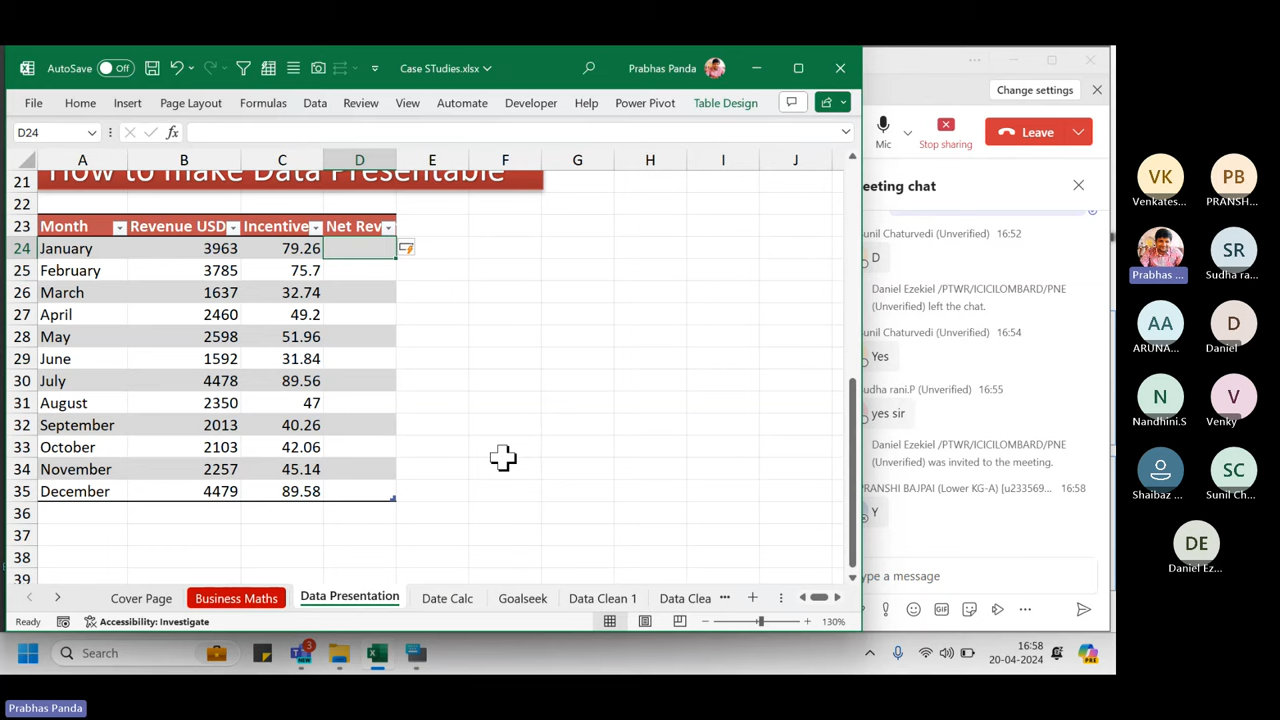 AutoSave Off Case STudies.xlsx Prabhas Panda
File Home Insert Page Layout Formulas Data Review View Automate Developer Help Power Pivot Table Design
D24 fx
A B C D E F G H I J
21 How to make Data Presentable
22
23 Month Revenue USD Incentive Net Rev
24 January 3963 79.26
25 February 3785 75.7
26 March 1637 32.74
27 April 2460 49.2
28 May 2598 51.96
29 June 1592 31.84
30 July 4478 89.56
31 August 2350 47
32 September 2013 40.26
33 October 2103 42.06
34 November 2257 45.14
35 December 4479 89.58
36
37
38
39
Cover Page Business Maths Data Presentation Date Calc Goalseek Data Clean 1 Data Clea ...
Ready Accessibility: Investigate 130%
Change settings
Mic Stop sharing Leave
eeting chat
unil Chaturvedi (Unverified) 16:52
D
Daniel Ezekiel /PTWR/ICICILOMBARD/PNE
(Unverified) left the chat.
unil Chaturvedi (Unverified) 16:54
Yes
udha rani.P (Unverified) 16:55
yes sir
Daniel Ezekiel /PTWR/ICICILOMBARD/PNE
(Unverified) was invited to the meeting.
RANSHI BAJPAI (Lower KG-A) [u233569... 16:58
Y
ype a message
GIF
Search
NEW 3
16:58
20-04-2024
PRE
VK PB
Venkates... PRANSH...
SR
Prabhas ... Sudha ra...
AA D
ARUNA... Daniel
N V
Nandhini.S Venky
SC
Shaibaz ... Sunil Ch...
DE
Daniel Ez...
Prabhas Panda